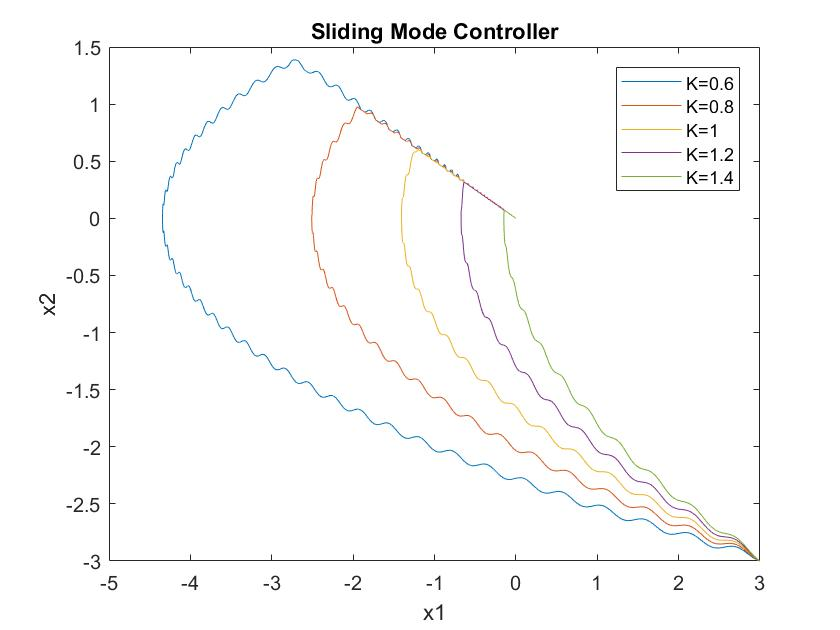 Sliding Mode Controller
1.5
1
0.5
0
-0.5
-1
-1.5
-2
-2.5
-3
x2
K=0.6
K=0.8
K=1
K=1.2
K=1.4
-5 -4 -3 -2 -1 0 1 2 3
x1